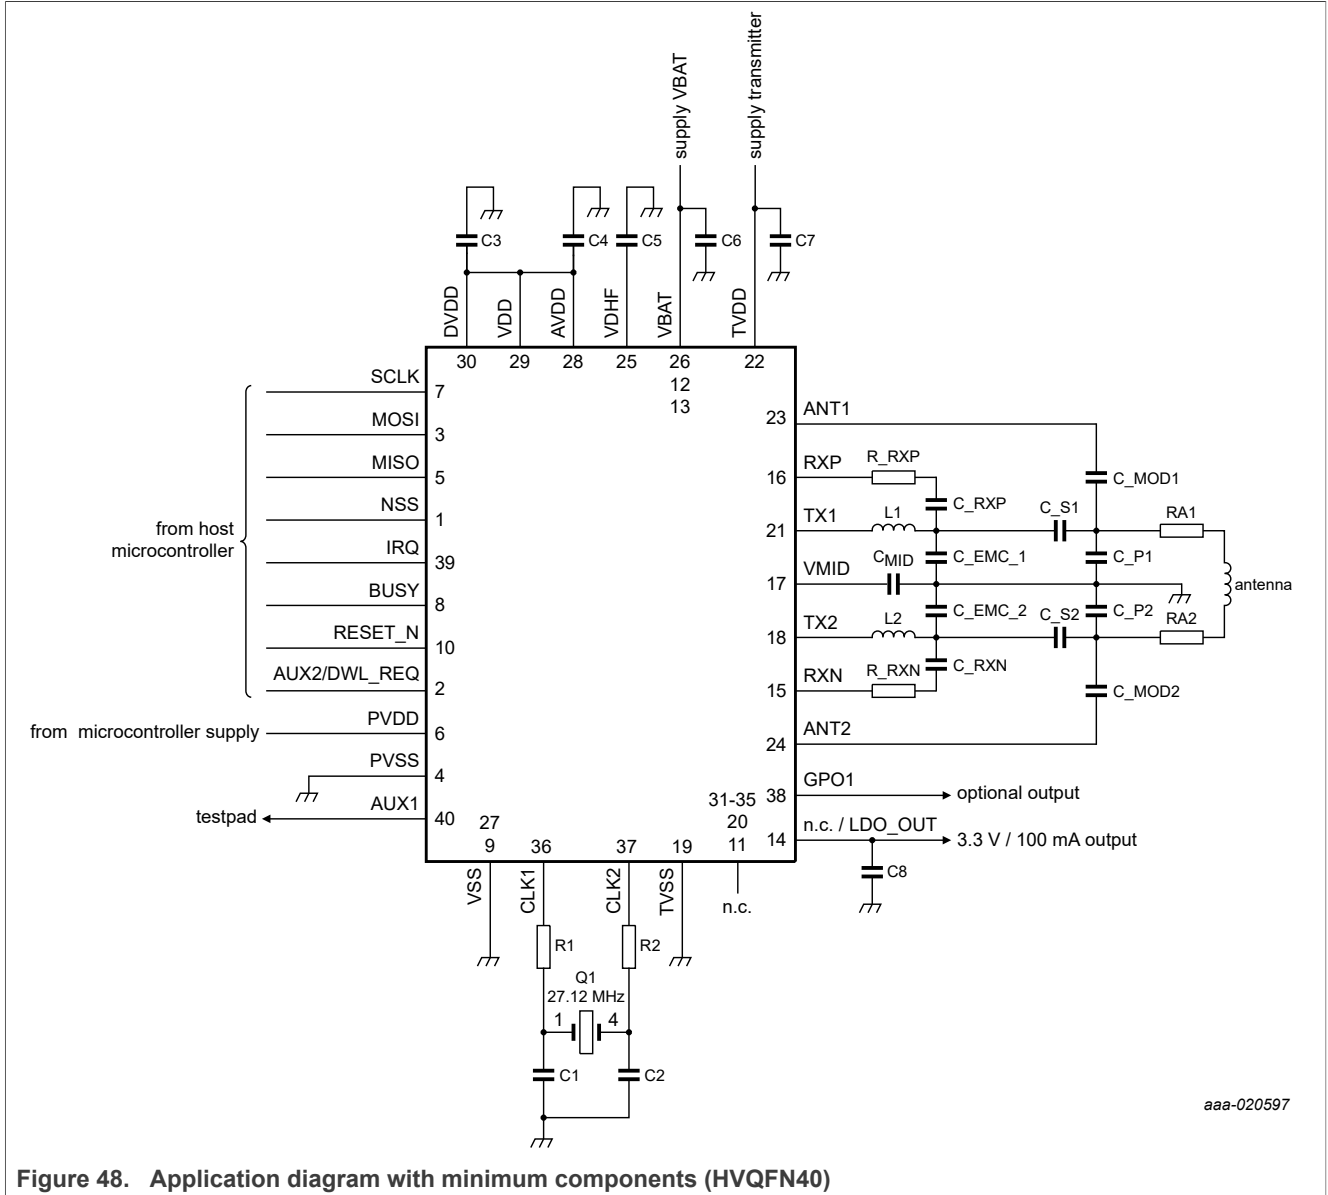 supply VBAT
supply transmitter
C3
C4
C5
C6
C7
DVDD
VDD
AVDD
VDHF
VBAT
TVDD
30
29
28
25
26
22
12
13
SCLK
7
MOSI
3
MISO
5
NSS
1
IRQ
39
BUSY
8
RESET_N
10
AUX2/DWL_REQ
2
from host
microcontroller
from microcontroller supply
PVDD
6
PVSS
4
testpad
AUX1
40
23
ANT1
16
RXP
R_RXP
C_RXP
C_MOD1
21
TX1
L1
C_S1
RA1
C_EMC_1
C_P1
17
VMID
CMID
antenna
C_EMC_2
C_P2
18
TX2
L2
C_S2
RA2
C_RXN
15
RXN
R_RXN
C_MOD2
24
ANT2
38
GPO1
optional output
14
n.c. / LDO_OUT
3.3 V / 100 mA output
C8
27
9
36
37
19
31-35
20
11
VSS
CLK1
CLK2
TVSS
n.c.
R1
R2
Q1
27.12 MHz
1
4
C1
C2
aaa-020597
Figure 48. Application diagram with minimum components (HVQFN40)